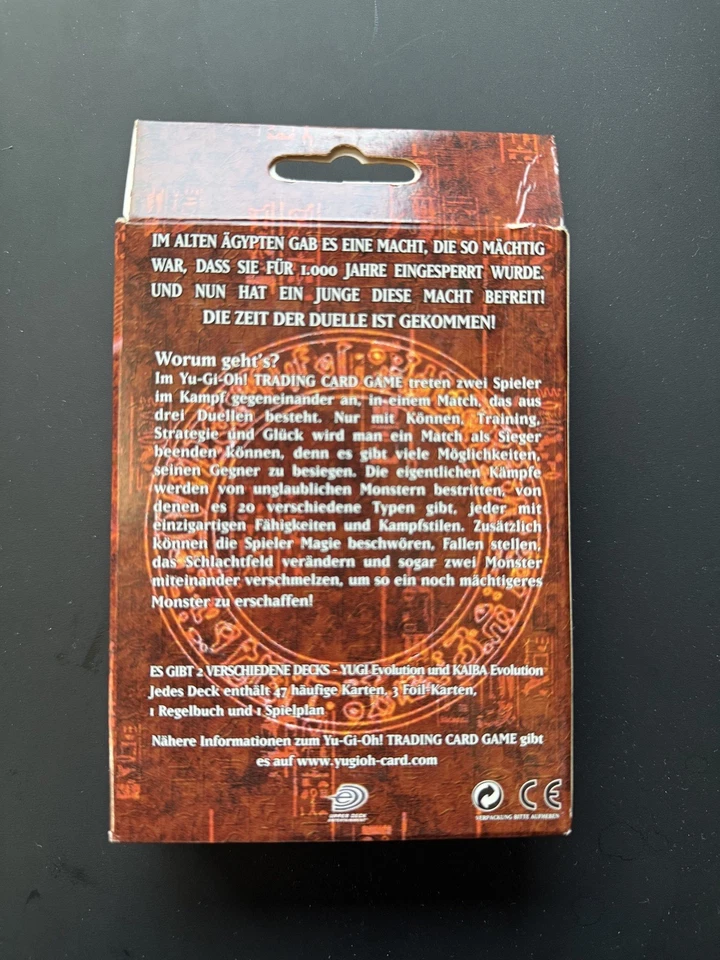 IM ALTEN ÄGYPTEN GAB ES EINE MACHT, DIE SO MÄCHTIG
WAR, DASS SIE FÜR 1.000 JAHRE EINGESPERRT WURDE.
UND NUN HAT EIN JUNGE DIESE MACHT BEFREIT!
DIE ZEIT DER DUELLE IST GEKOMMEN!
Worum geht's?
Im Yu-Gi-Oh! TRADING CARD GAME treten zwei Spieler
im Kampf gegeneinander an, in einem Match, das aus
drei Duellen besteht. Nur mit Können, Training,
Strategie und Glück wird man ein Match als Sieger
beenden können, denn es gibt viele Möglichkeiten,
seinen Gegner zu besiegen. Die eigentlichen Kämpfe
werden von unglaublichen Monstern bestritten, von
denen es 20 verschiedene Typen gibt, jeder mit
einzigartigen Fähigkeiten und Kampfstilen. Zusätzlich
können die Spieler Magie beschwören, Fallen stellen,
das Schlachtfeld verändern und sogar zwei Monster
miteinander verschmelzen, um so ein noch mächtigeres
Monster zu erschaffen!
ES GIBT 2 VERSCHIEDENE DECKS - YUGI Evolution und KAIBA Evolution
Jedes Deck enthält 47 häufige Karten, 3 Foil-Karten,
1 Regelbuch und 1 Spielplan
Nähere Informationen zum Yu-Gi-Oh! TRADING CARD GAME gibt
es auf www.yugioh-card.com
UPPER DECK
ENTERTAINMENT
CE
VERPACKUNG BITTE AUFHEBEN